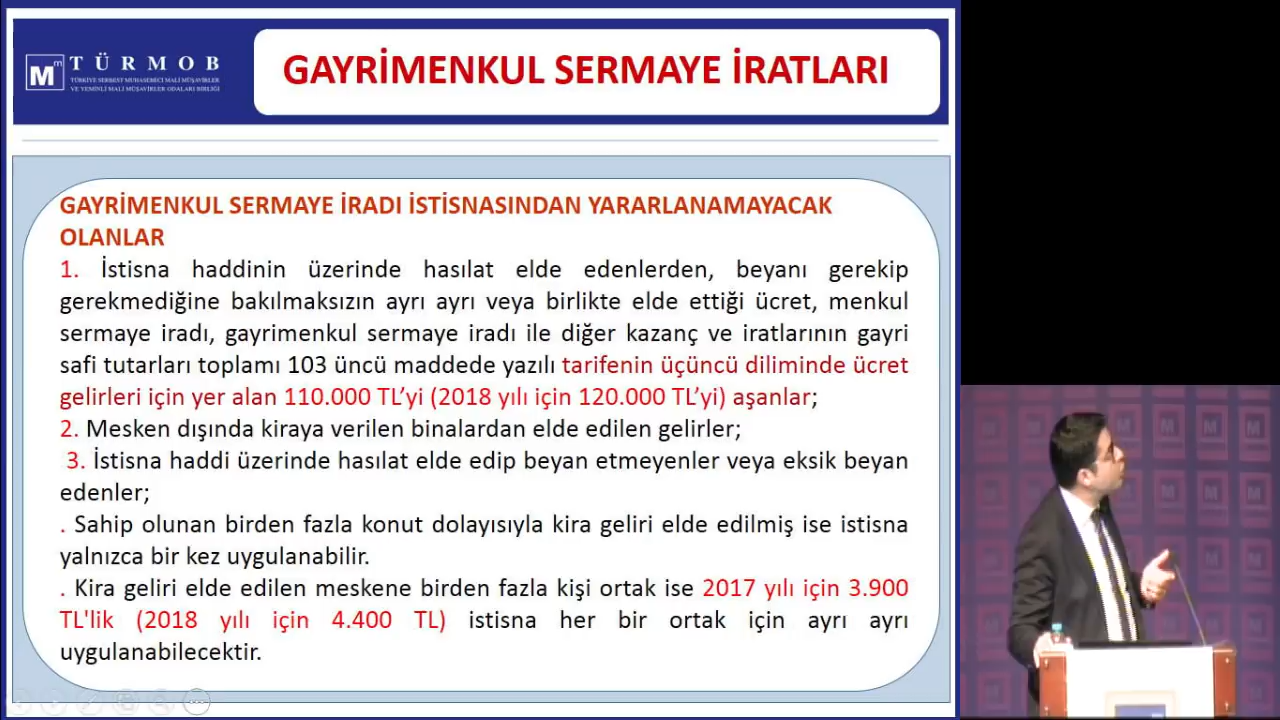 TÜRMOB
TÜRKİYE SERBEST MUHASEBECİ MALİ MÜŞAVİRLER
VE YEMİNLİ MALİ MÜŞAVİRLER ODALARI BİRLİĞİ
GAYRİMENKUL SERMAYE İRATLARI
GAYRİMENKUL SERMAYE İRADI İSTİSNASINDAN YARARLANAMAYACAK
OLANLAR
1. İstisna haddinin üzerinde hasılat elde edenlerden, beyanı gerekip
gerekmediğine bakılmaksızın ayrı ayrı veya birlikte elde ettiği ücret, menkul
sermaye iradı, gayrimenkul sermaye iradı ile diğer kazanç ve iratlarının gayri
safi tutarları toplamı 103 üncü maddede yazılı tarifenin üçüncü diliminde ücret
gelirleri için yer alan 110.000 TL’yi (2018 yılı için 120.000 TL’yi) aşanlar;
2. Mesken dışında kiraya verilen binalardan elde edilen gelirler;
3. İstisna haddi üzerinde hasılat elde edip beyan etmeyenler veya eksik beyan
edenler;
. Sahip olunan birden fazla konut dolayısıyla kira geliri elde edilmiş ise istisna
yalnızca bir kez uygulanabilir.
. Kira geliri elde edilen meskene birden fazla kişi ortak ise 2017 yılı için 3.900
TL'lik (2018 yılı için 4.400 TL) istisna her bir ortak için ayrı ayrı
uygulanabilecektir.